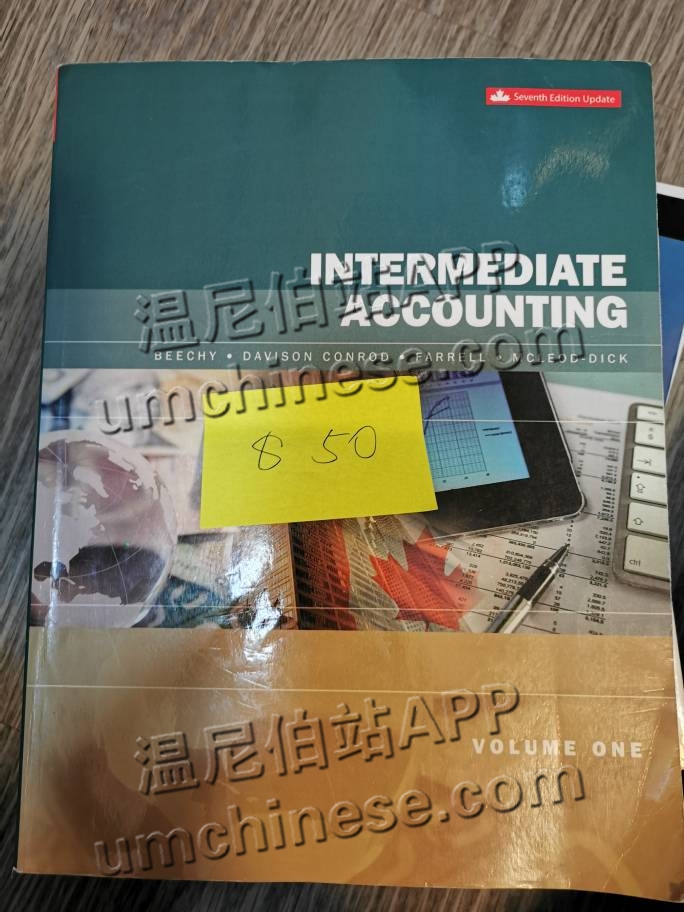 Seventh Edition Update
INTERMEDIATE
ACCOUNTING
BEECHY • DAVISON CONROD • FARRELL • MCLEOD-DICK
温尼伯站APP
umchinese.com
$ 50
ctrl
VOLUME ONE
温尼伯站APP
umchinese.com